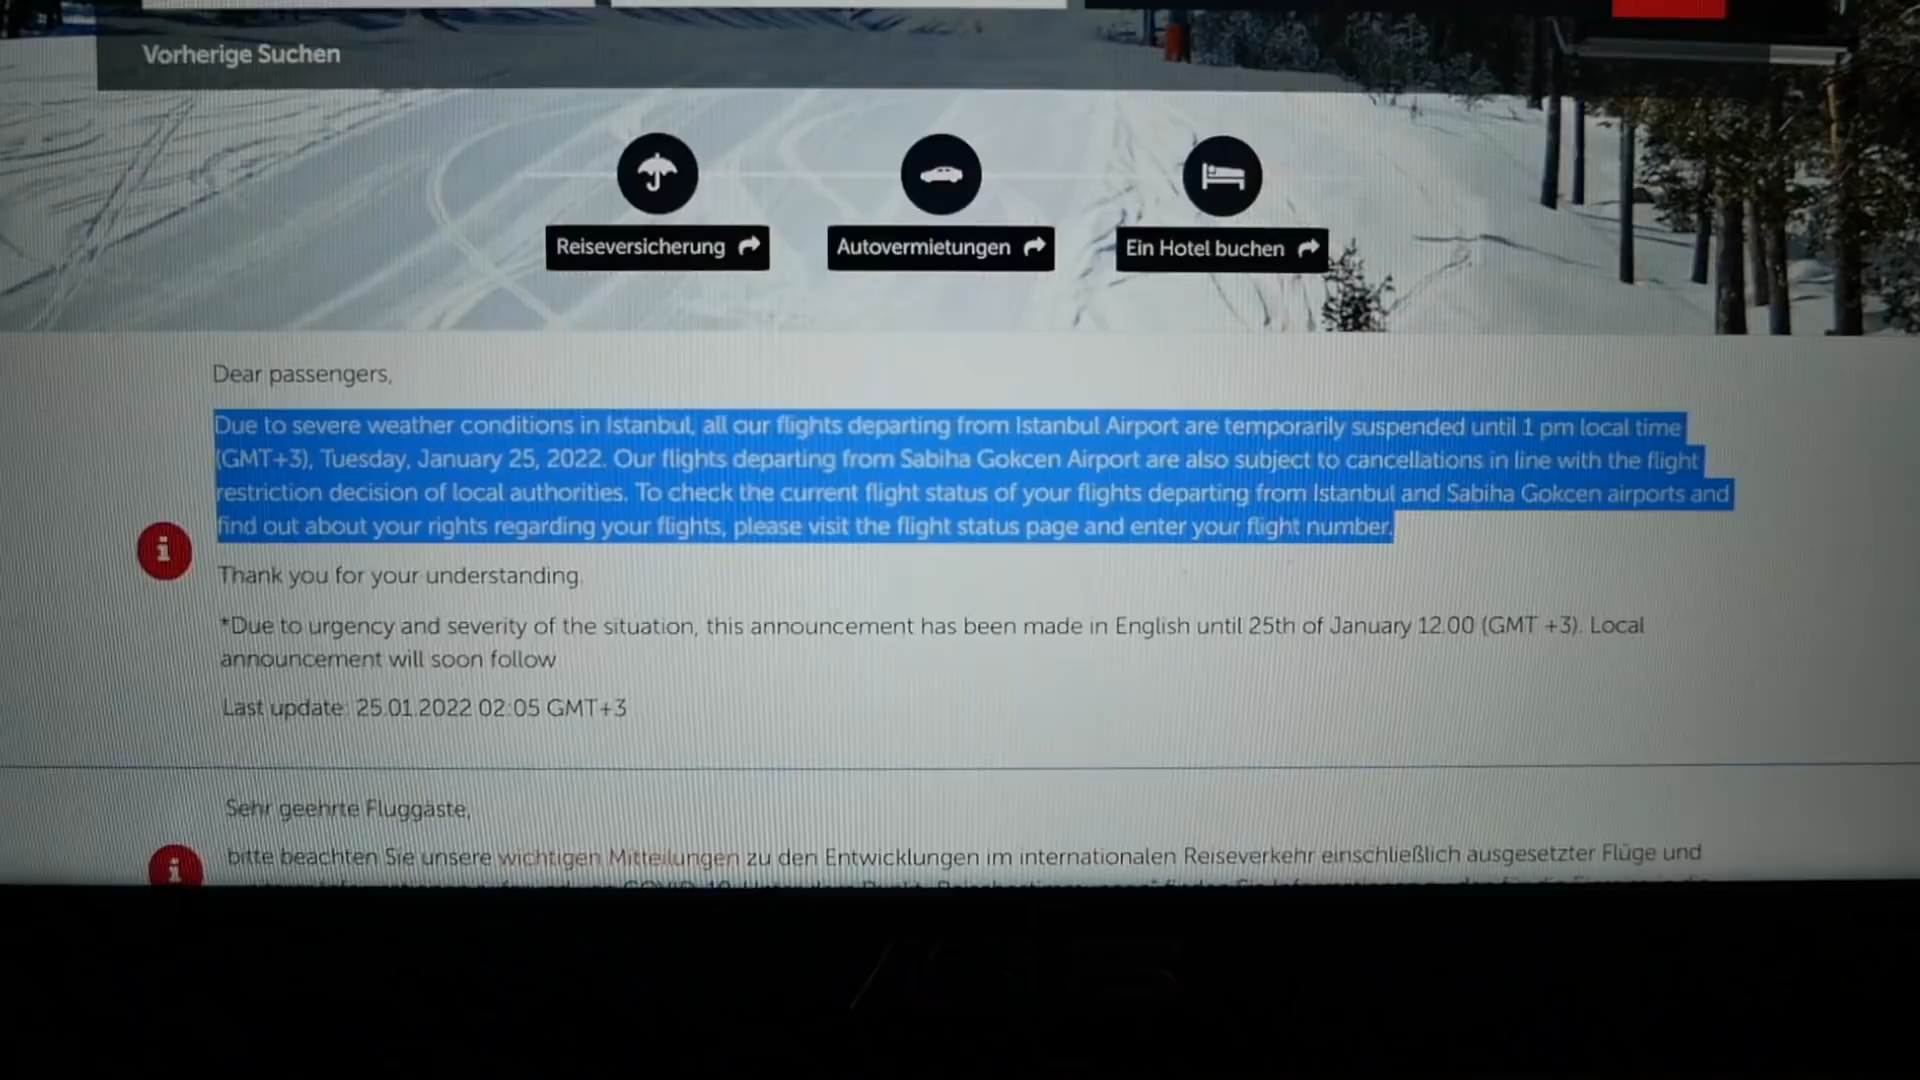 Vorherige Suchen
Reiseversicherung
Autovermietungen
Ein Hotel buchen
Dear passengers,
Due to severe weather conditions in Istanbul, all our flights departing from Istanbul Airport are temporarily suspended until 1 pm local time
(GMT+3), Tuesday, January 25, 2022. Our flights departing from Sabiha Gokcen Airport are also subject to cancellations in line with the flight
restriction decision of local authorities. To check the current flight status of your flights departing from Istanbul and Sabiha Gokcen airports and
find out about your rights regarding your flights, please visit the flight status page and enter your flight number.
Thank you for your understanding.
*Due to urgency and severity of the situation, this announcement has been made in English until 25th of January 12.00 (GMT +3). Local
announcement will soon follow
Last update: 25.01.2022 02:05 GMT+3
Sehr geehrte Fluggäste,
bitte beachten Sie unsere wichtigen Mitteilungen zu den Entwicklungen im internationalen Reiseverkehr einschließlich ausgesetzter Flüge und